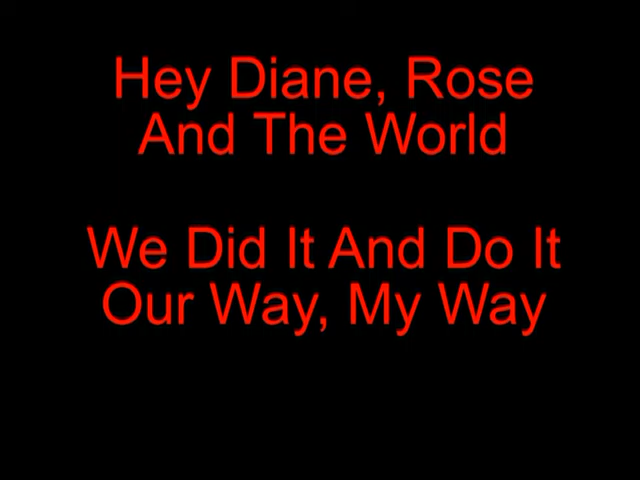 Hey Diane, Rose
And The World
We Did It And Do It
Our Way, My Way